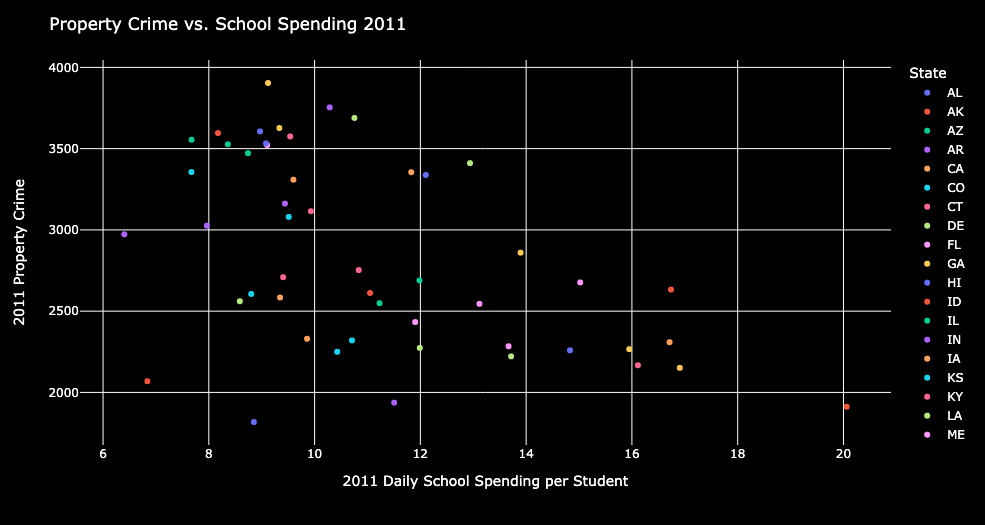 Property Crime vs. School Spending 2011
4000
3500
3000
2500
2000
2011 Property Crime
6 8 10 12 14 16 18 20
2011 Daily School Spending per Student
State
AL
AK
AZ
AR
CA
CO
CT
DE
FL
GA
HI
ID
IL
IN
IA
KS
KY
LA
ME